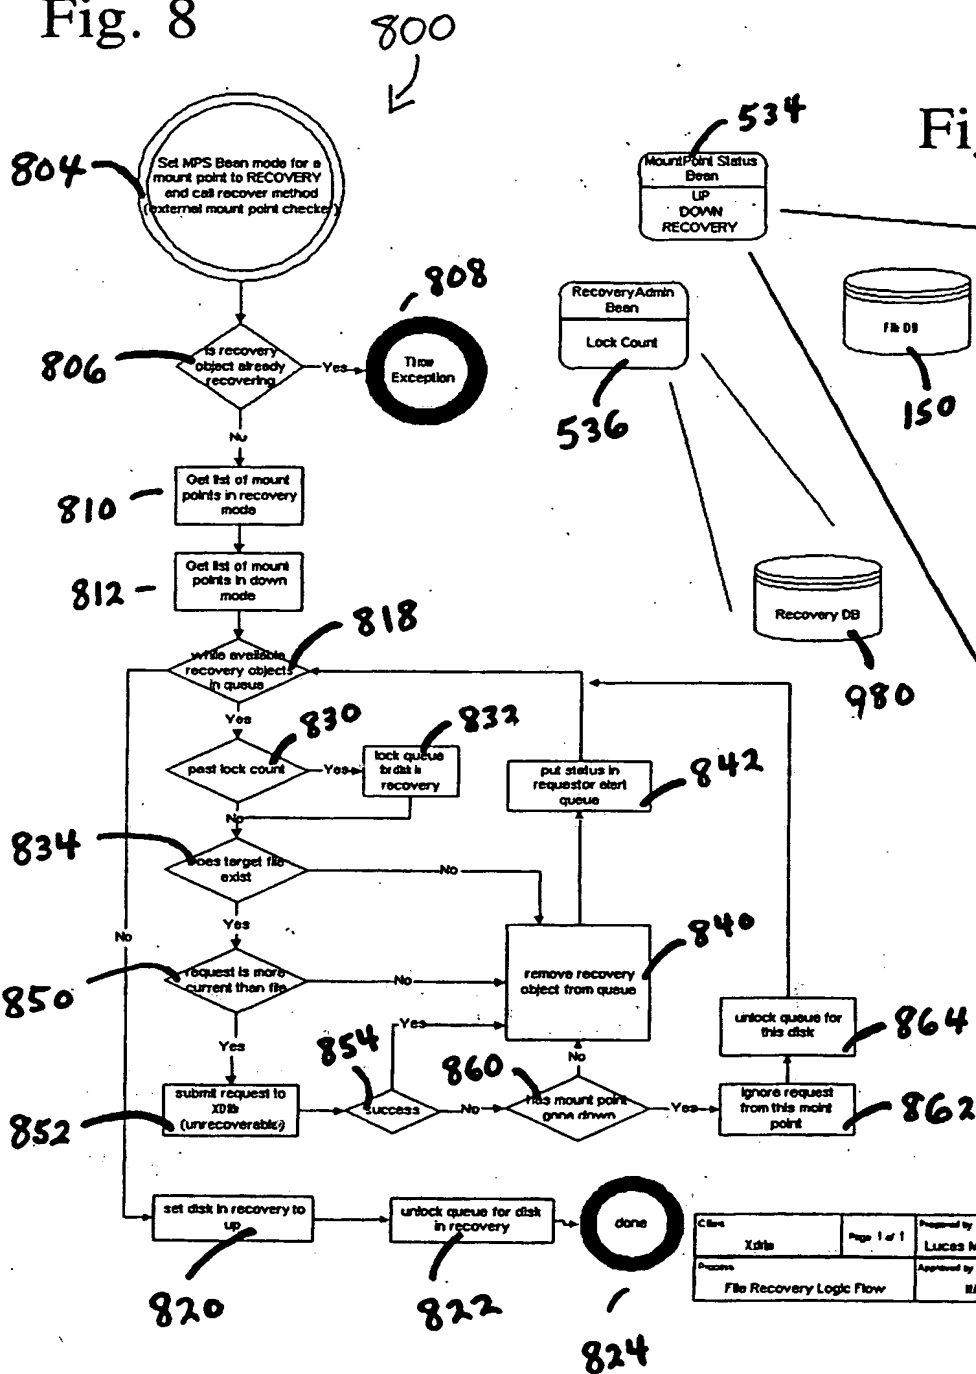 Fig. 8
800
804
Set MPS Bean mode for a
mount point to RECOVERY
and call recover method
(external mount point checker)
806
is recovery
object already
recovering
Yes
808
Throw
Exception
No
810
Get list of mount
points in recovery
mode
812
Get list of mount
points in down
mode
818
while available
recovery objects
in queue
Yes
830
past lock count
Yes
832
lock queue
for disk in
recovery
No
834
does target file
exist
No
Yes
850
request is more
current than file
No
Yes
852
submit request to
Xdrite
(unrecoverable)
854
success
Yes
No
860
has mount point
gone down
No
Yes
840
remove recovery
object from queue
842
put status in
requestor alert
queue
864
unlock queue for
this disk
862
ignore request
from this moint
point
No
set disk in recovery to
up
820
unlock queue for disk
in recovery
822
done
824
534
MountPoint Status
Bean
UP
DOWN
RECOVERY
RecoveryAdmin
Bean
Lock Count
536
File DB
150
Recovery DB
980
Client
Page 1 of 1
Prepared by
Lucas
Process
File Recovery Logic Flow
Approved by